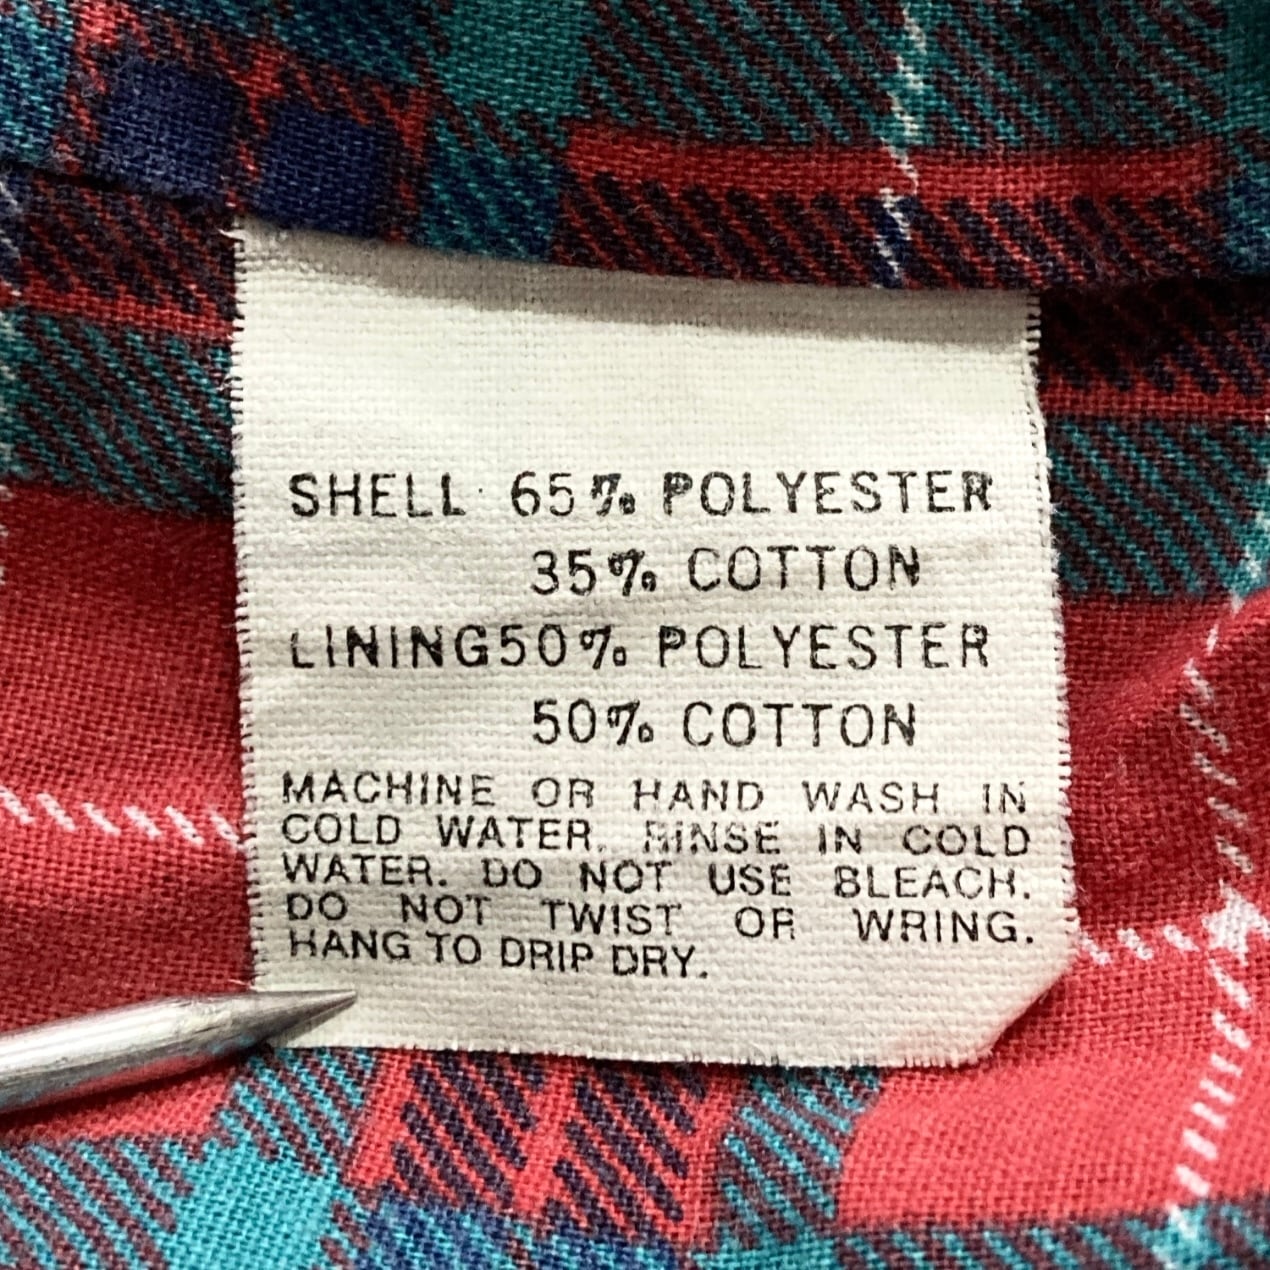 SHELL 65% POLYESTER
35% COTTON
LINING50% POLYESTER
50% COTTON
MACHINE OR HAND WASH IN
COLD WATER. RINSE IN COLD
WATER. DO NOT USE BLEACH.
DO NOT TWIST OR WRING.
HANG TO DRIP DRY.